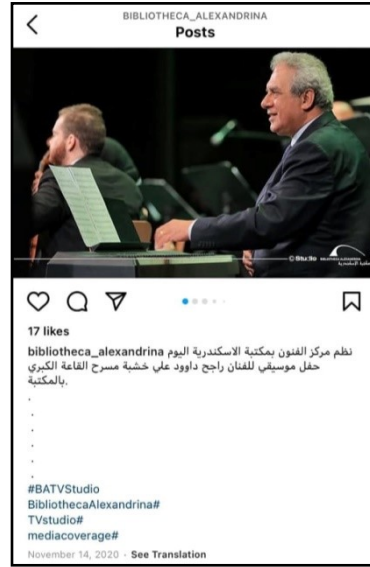 BIBLIOTHECA_ALEXANDRINA
Posts
17 likes
bibliotheca_alexandrina نظم مركز الفنون بمكتبة الاسكندرية اليوم
حفل موسيقي للفنان راجح داوود علي خشبة مسرح القاعة الكبري
بالمكتبة.
.
.
.
.
.
.
#BATVStudio
BibliothecaAlexandrina#
TVstudio#
mediacoverage#
November 14, 2020 · See Translation